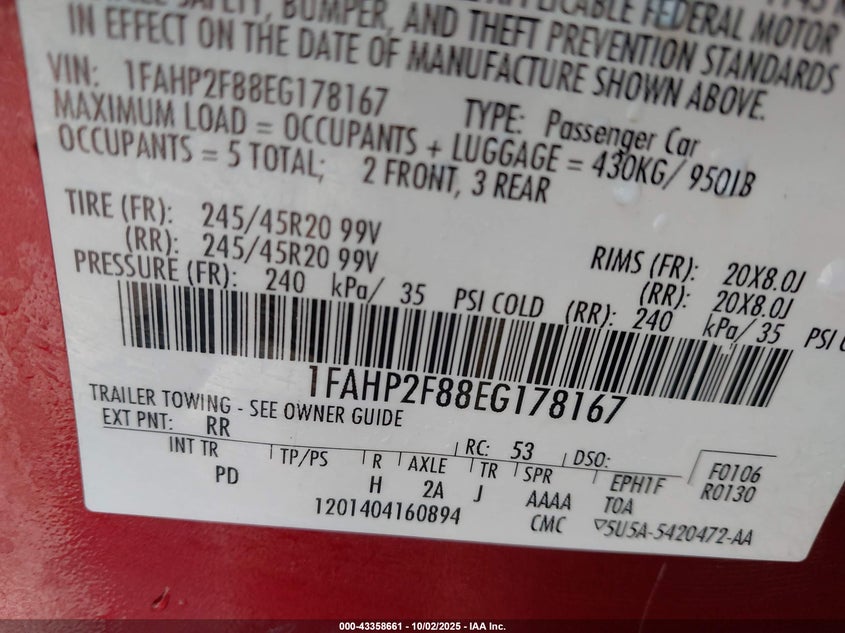 SAFETY, BUMPER, AND THEFT PREVENTION STANDARDS
APPLICABLE FEDERAL MOTOR
IN EFFECT ON THE DATE OF MANUFACTURE SHOWN ABOVE.
VIN: 1FAHP2F88EG178167
TYPE: Passenger Car
MAXIMUM LOAD = OCCUPANTS + LUGGAGE = 430KG/ 950IB
OCCUPANTS = 5 TOTAL; 2 FRONT, 3 REAR
TIRE (FR): 245/45R20 99V RIMS (FR): 20X8.0J
(RR): 245/45R20 99V (RR): 20X8.0J
PRESSURE (FR): 240 kPa/ 35 PSI COLD (RR): 240 kPa/35 PSI
1FAHP2F88EG178167
TRAILER TOWING - SEE OWNER GUIDE
EXT PNT: RR RC: 53 DSO: F0106
INT TR TP/PS R AXLE TR SPR EPH1F R0130
PD H 2A J AAAA TOA
1201404160894 CMC ▽5U5A-5420472-AA
000-43358661 - 10/02/2025 - IAA Inc.